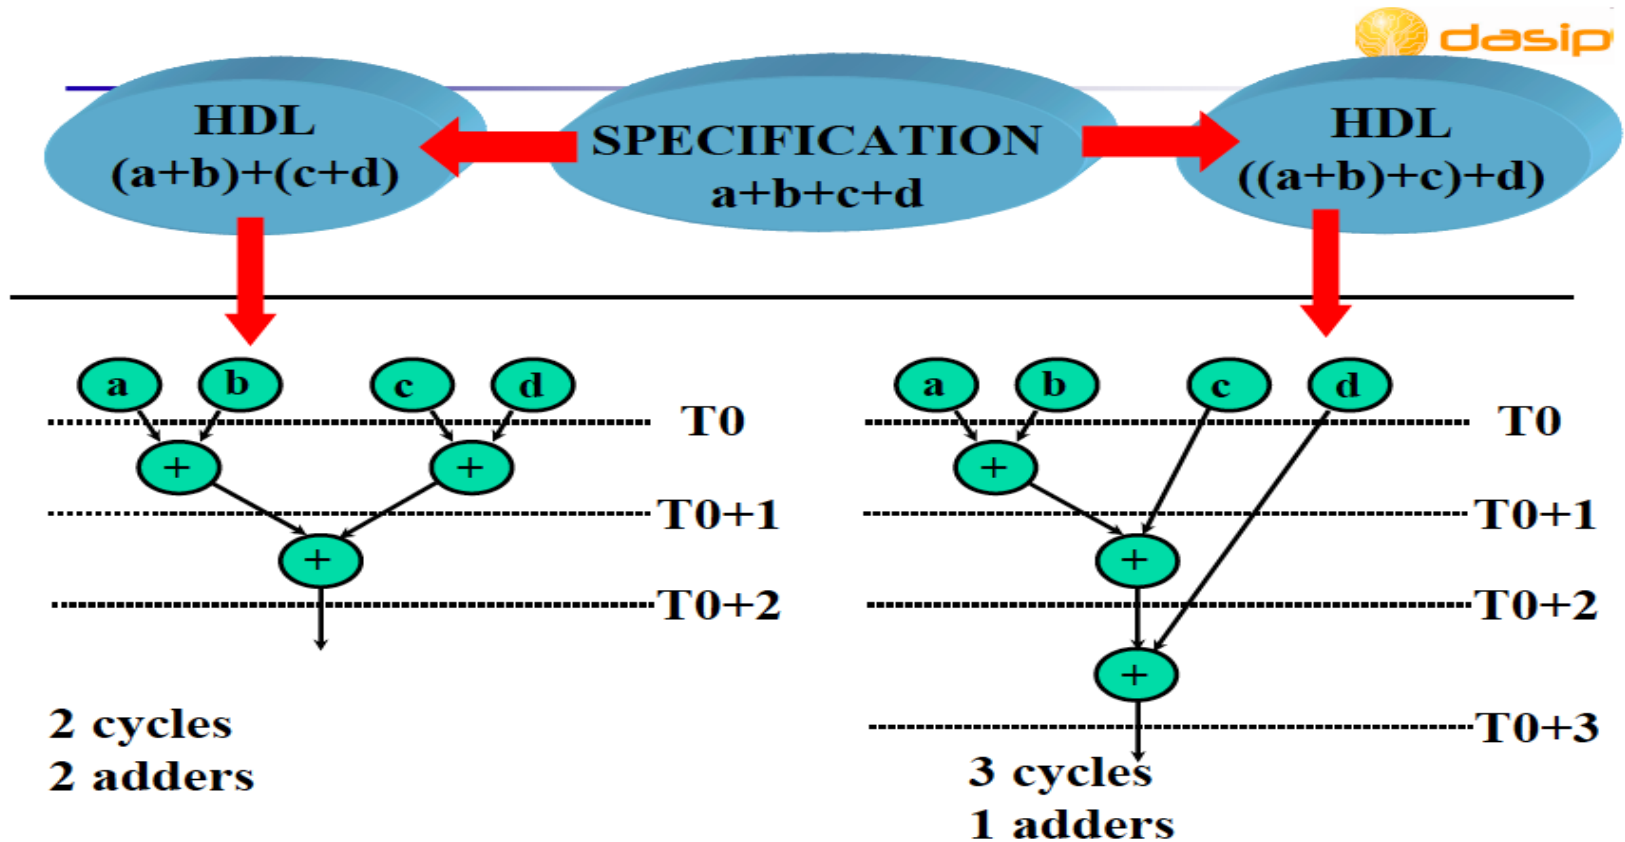 dasip
HDL
(a+b)+(c+d)
SPECIFICATION
a+b+c+d
HDL
((a+b)+c)+d)
a b c d
T0
+ +
T0+1
+
T0+2
2 cycles
2 adders
a b c d
T0
+
T0+1
+
T0+2
+
T0+3
3 cycles
1 adders